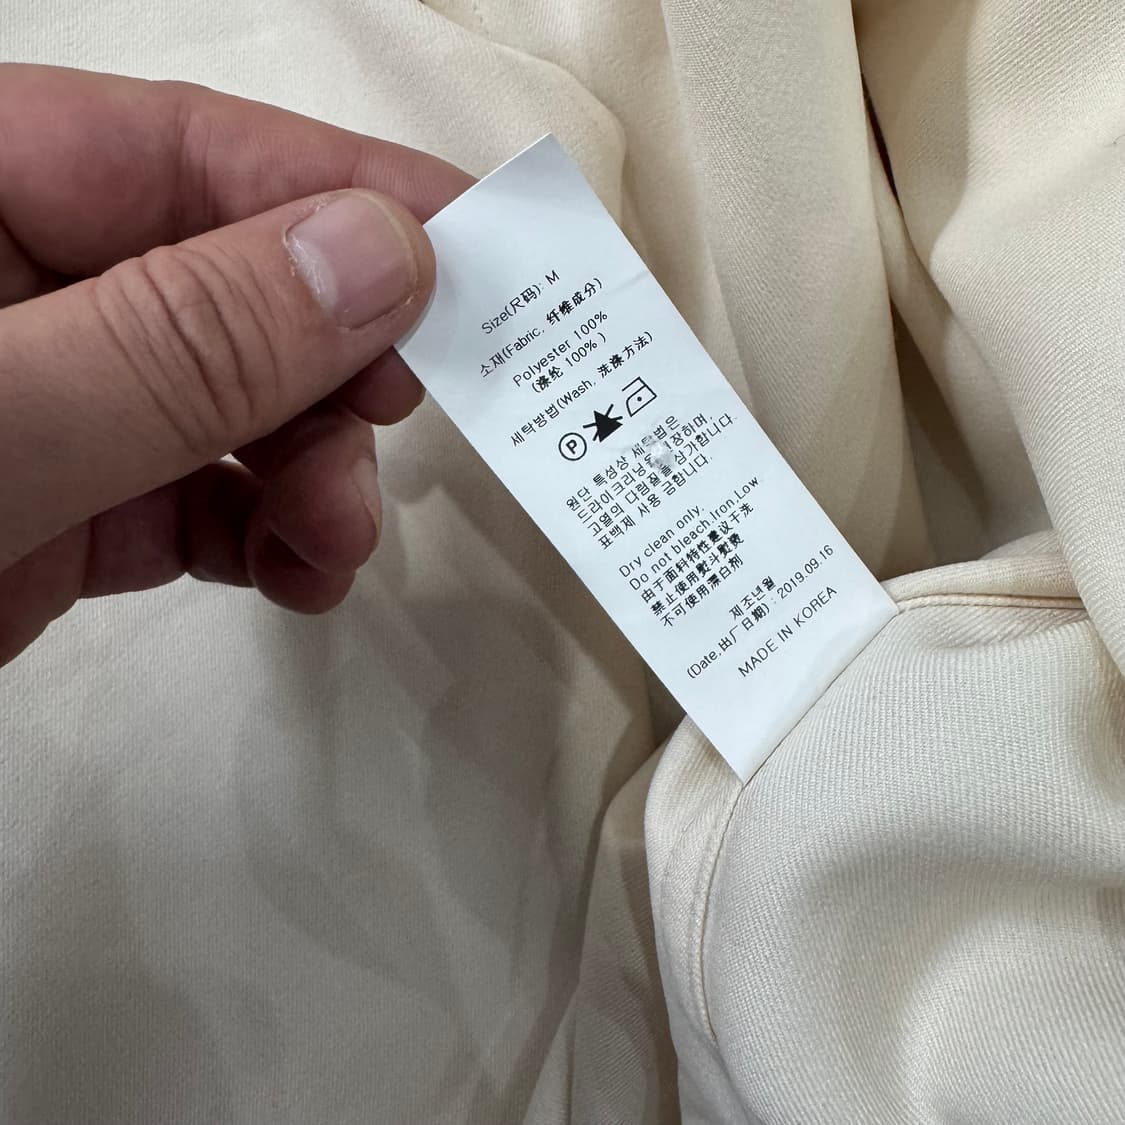 Size(尺码): M
소재(Fabric, 纤维成分)
Polyester 100%
(涤纶 100% )
세탁방법(Wash, 洗涤方法)
P
원단 특성상 세탁법은
드라이크리닝을 권장하며,
고열의 다림질을 삼가합니다.
표백제 사용 금합니다.
Dry clean only,
Do not bleach,Iron,Low
由于面料特性建议干洗
禁止使用熨斗熨烫
不可使用漂白剂
제조년월
(Date,出厂日期) : 2019.09.16
MADE IN KOREA